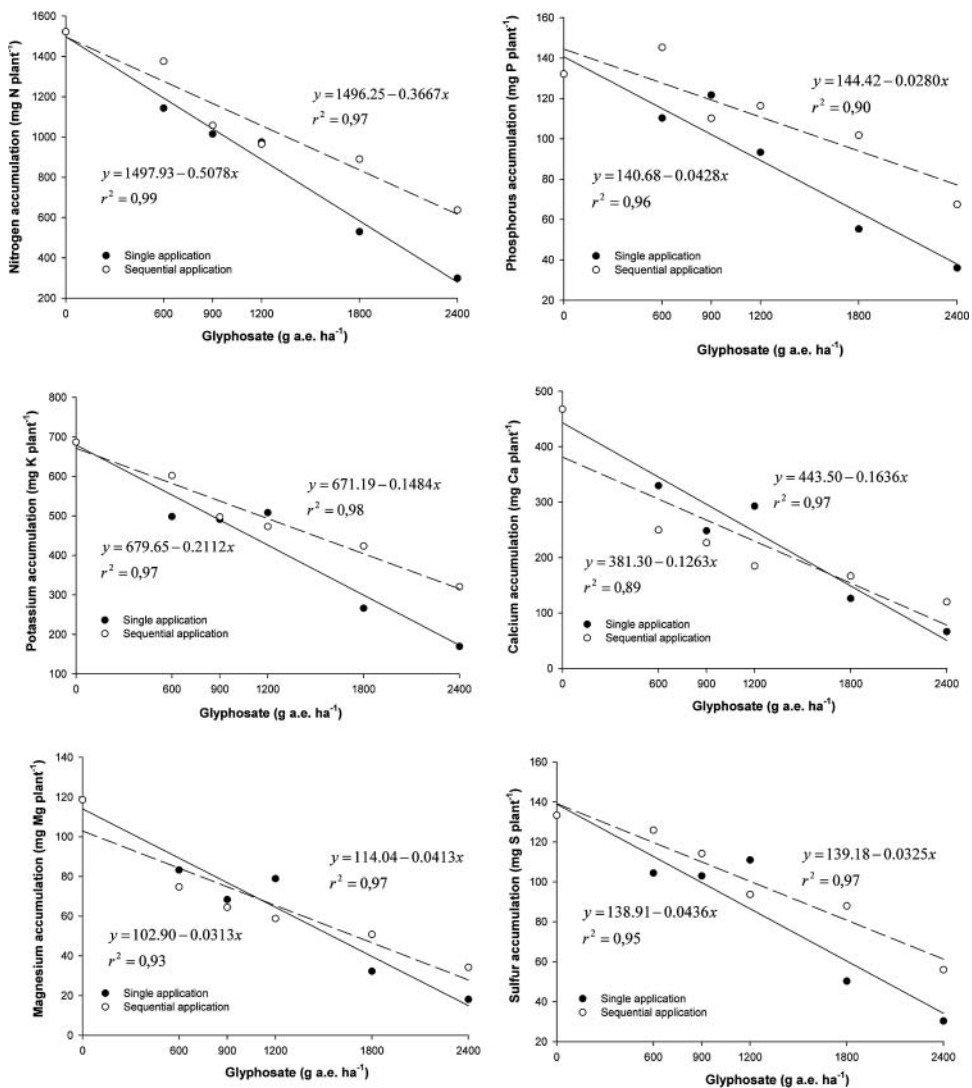 Nitrogen accumulation (mg N plant⁻¹)
1600
1400
1200
1000
800
600
400
200
y = 1496.25 − 0.3667x
r² = 0,97
y = 1497.93 − 0.5078x
r² = 0,99
● Single application
○ Sequential application
0 600 900 1200 1800 2400
Glyphosate (g a.e. ha⁻¹)
Phosphorus accumulation (mg P plant⁻¹)
160
140
120
100
80
60
40
20
y = 144.42 − 0.0280x
r² = 0,90
y = 140.68 − 0.0428x
r² = 0,96
● Single application
○ Sequential application
0 600 900 1200 1800 2400
Glyphosate (g a.e. ha⁻¹)
Potassium accumulation (mg K plant⁻¹)
800
700
600
500
400
300
200
100
y = 671.19 − 0.1484x
r² = 0,98
y = 679.65 − 0.2112x
r² = 0,97
● Single application
○ Sequential application
0 600 900 1200 1800 2400
Glyphosate (g a.e. ha⁻¹)
Calcium accumulation (mg Ca plant⁻¹)
500
400
300
200
100
0
y = 443.50 − 0.1636x
r² = 0,97
y = 381.30 − 0.1263x
r² = 0,89
● Single application
○ Sequential application
0 600 900 1200 1800 2400
Glyphosate (g a.e. ha⁻¹)
Magnesium accumulation (mg Mg plant⁻¹)
140
120
100
80
60
40
20
0
y = 114.04 − 0.0413x
r² = 0,97
y = 102.90 − 0.0313x
r² = 0,93
● Single application
○ Sequential application
0 600 900 1200 1800 2400
Glyphosate (g a.e. ha⁻¹)
Sulfur accumulation (mg S plant⁻¹)
160
140
120
100
80
60
40
20
y = 139.18 − 0.0325x
r² = 0,97
y = 138.91 − 0.0436x
r² = 0,95
● Single application
○ Sequential application
0 600 900 1200 1800 2400
Glyphosate (g a.e. ha⁻¹)